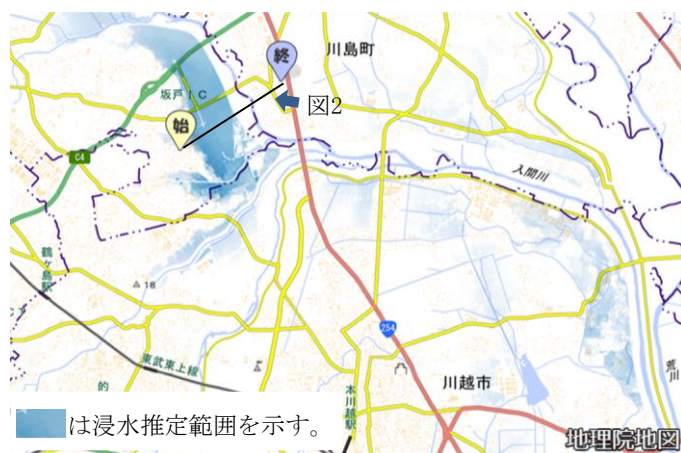 終
川島町
坂戸IC
図2
始
C4
入間川
鶴ヶ島駅
18
254
東武東上線
的
本川越駅
川越市
荒川
は浸水推定範囲を示す。
地理院地図